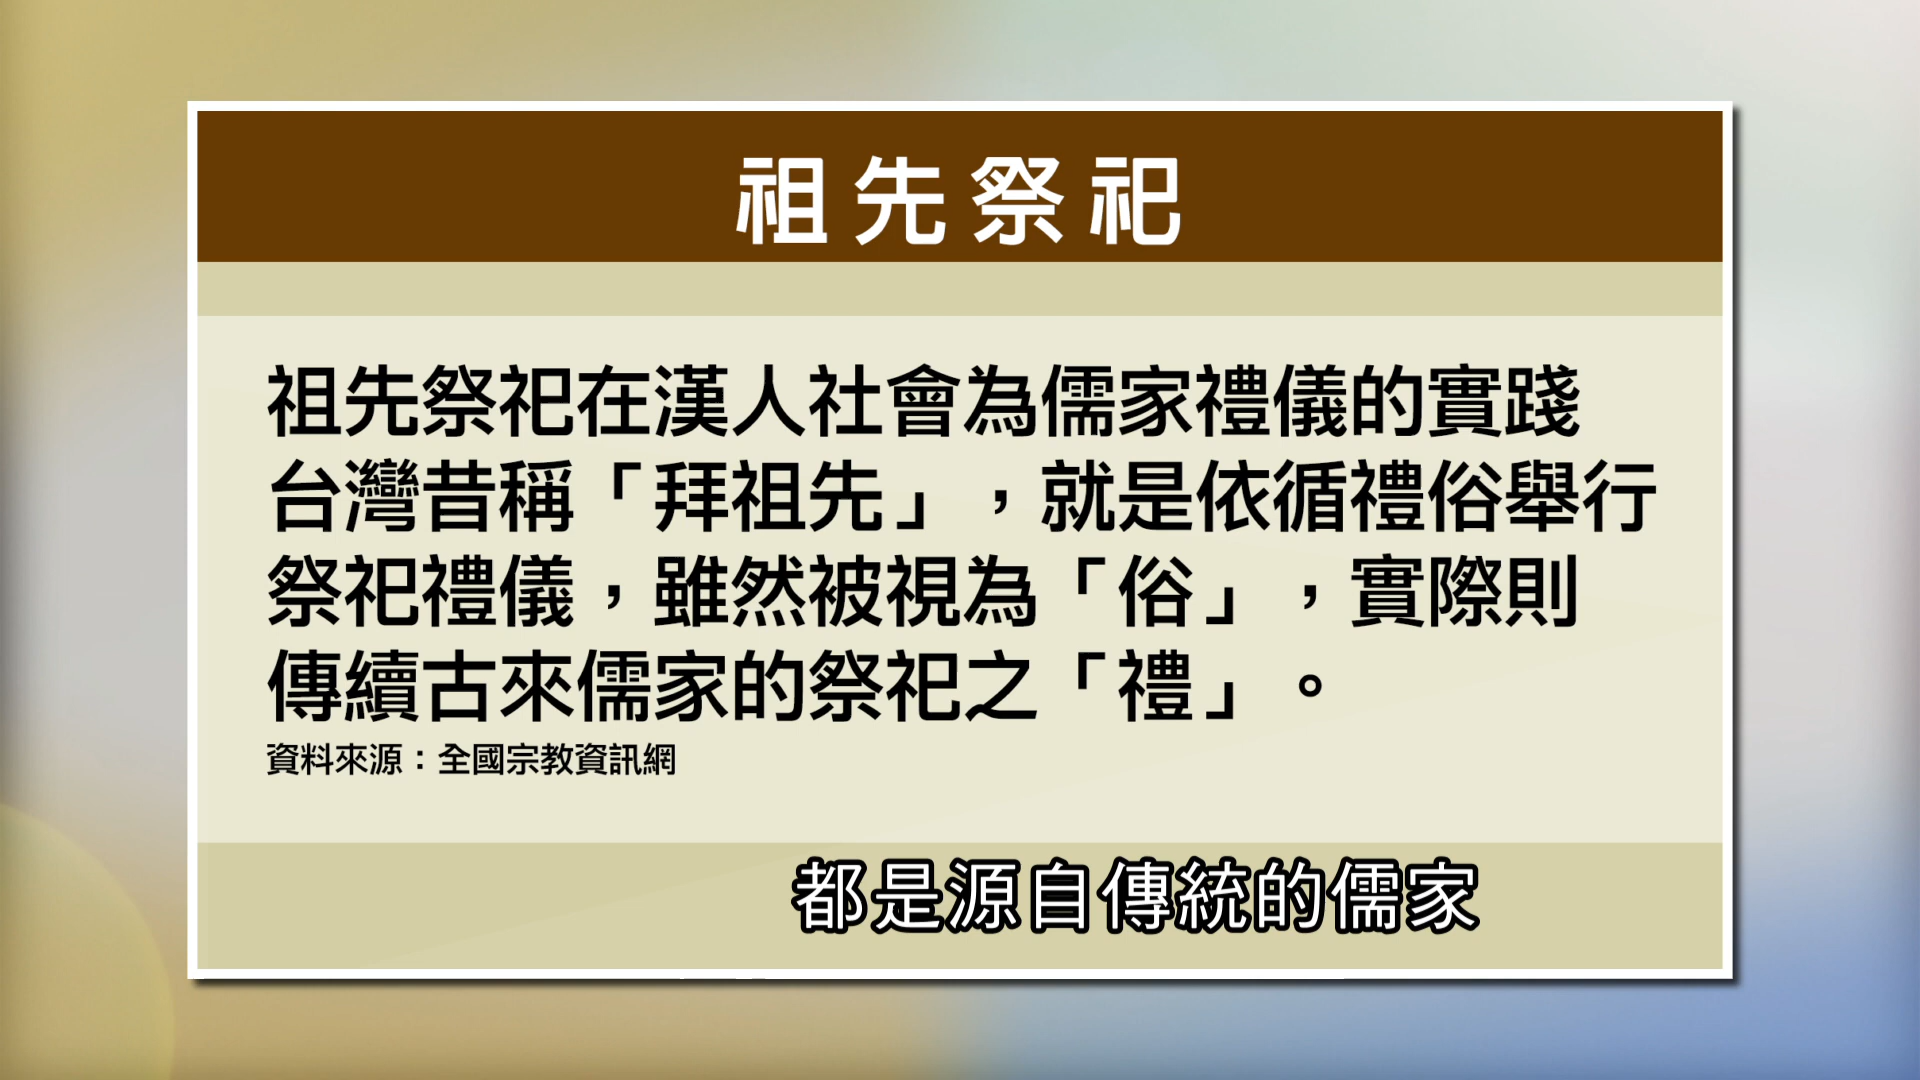 祖先祭祀
祖先祭祀在漢人社會為儒家禮儀的實踐
台灣昔稱「拜祖先」，就是依循禮俗舉行
祭祀禮儀，雖然被視為「俗」，實際則
傳續古來儒家的祭祀之「禮」。
資料來源：全國宗教資訊網
都是源自傳統的儒家